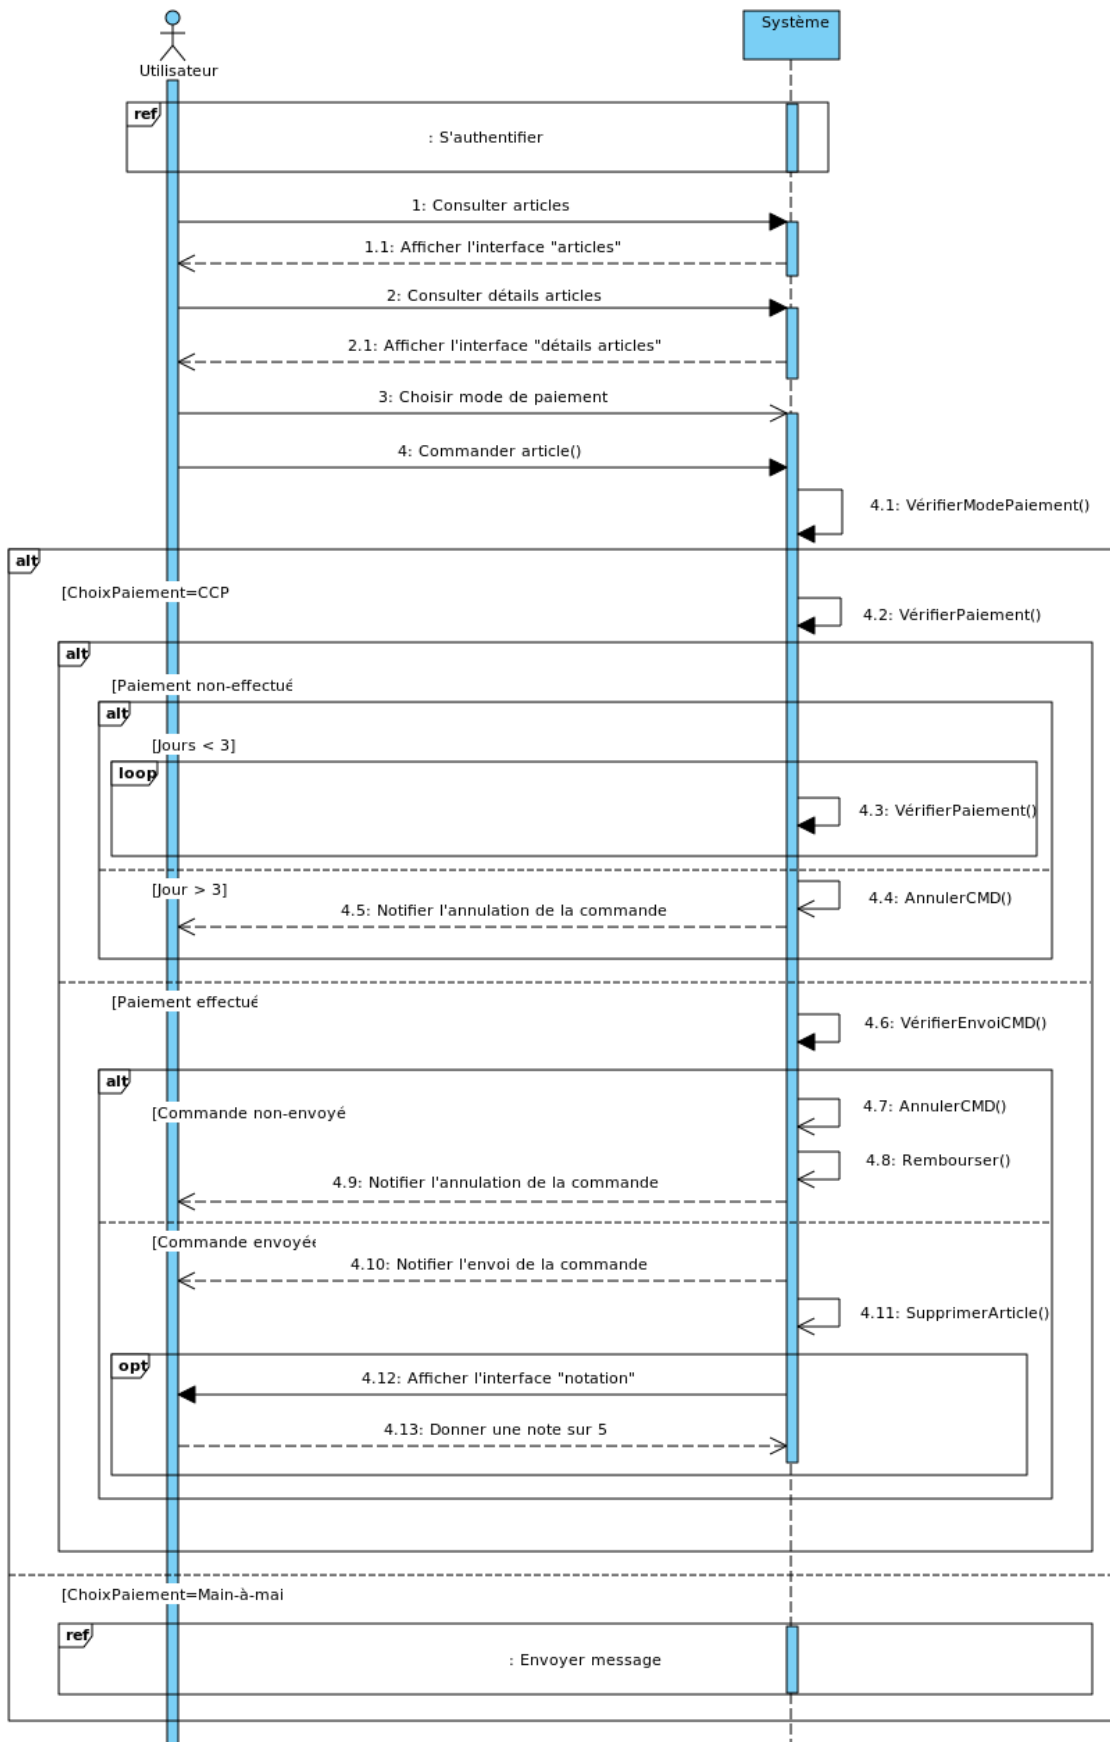 Système
Utilisateur
ref
: S'authentifier
1: Consulter articles
1.1: Afficher l'interface "articles"
2: Consulter détails articles
2.1: Afficher l'interface "détails articles"
3: Choisir mode de paiement
4: Commander article()
4.1: VérifierModePaiement()
alt
[ChoixPaiement=CCP
4.2: VérifierPaiement()
alt
[Paiement non-effectué
alt
[Jours < 3]
loop
4.3: VérifierPaiement()
[Jour > 3]
4.4: AnnulerCMD()
4.5: Notifier l'annulation de la commande
[Paiement effectué
4.6: VérifierEnvoiCMD()
alt
[Commande non-envoyé
4.7: AnnulerCMD()
4.8: Rembourser()
4.9: Notifier l'annulation de la commande
[Commande envoyée
4.10: Notifier l'envoi de la commande
4.11: SupprimerArticle()
opt
4.12: Afficher l'interface "notation"
4.13: Donner une note sur 5
[ChoixPaiement=Main-à-mai
ref
: Envoyer message